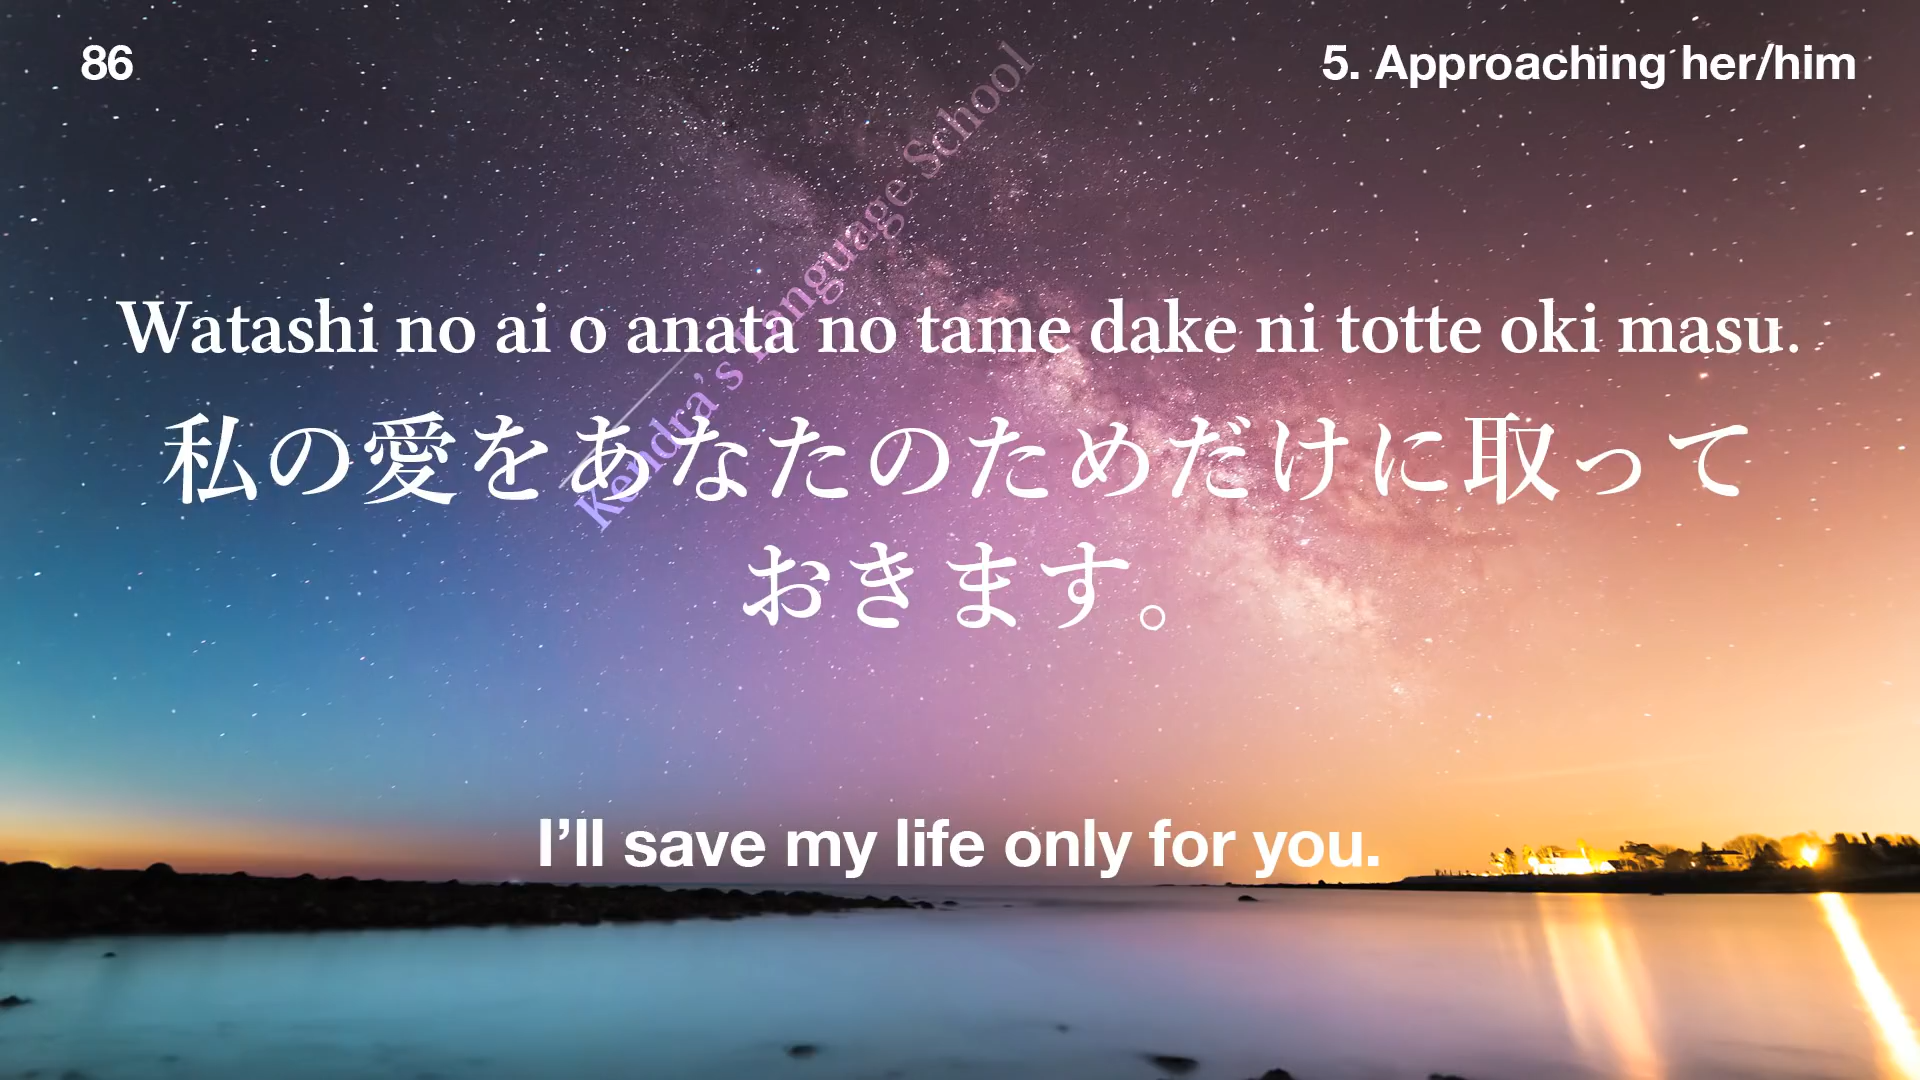 86
5. Approaching her/him
Kendra's Language School
Watashi no ai o anata no tame dake ni totte oki masu.
私の愛をあなたのためだけに取って
おきます。
I’ll save my life only for you.